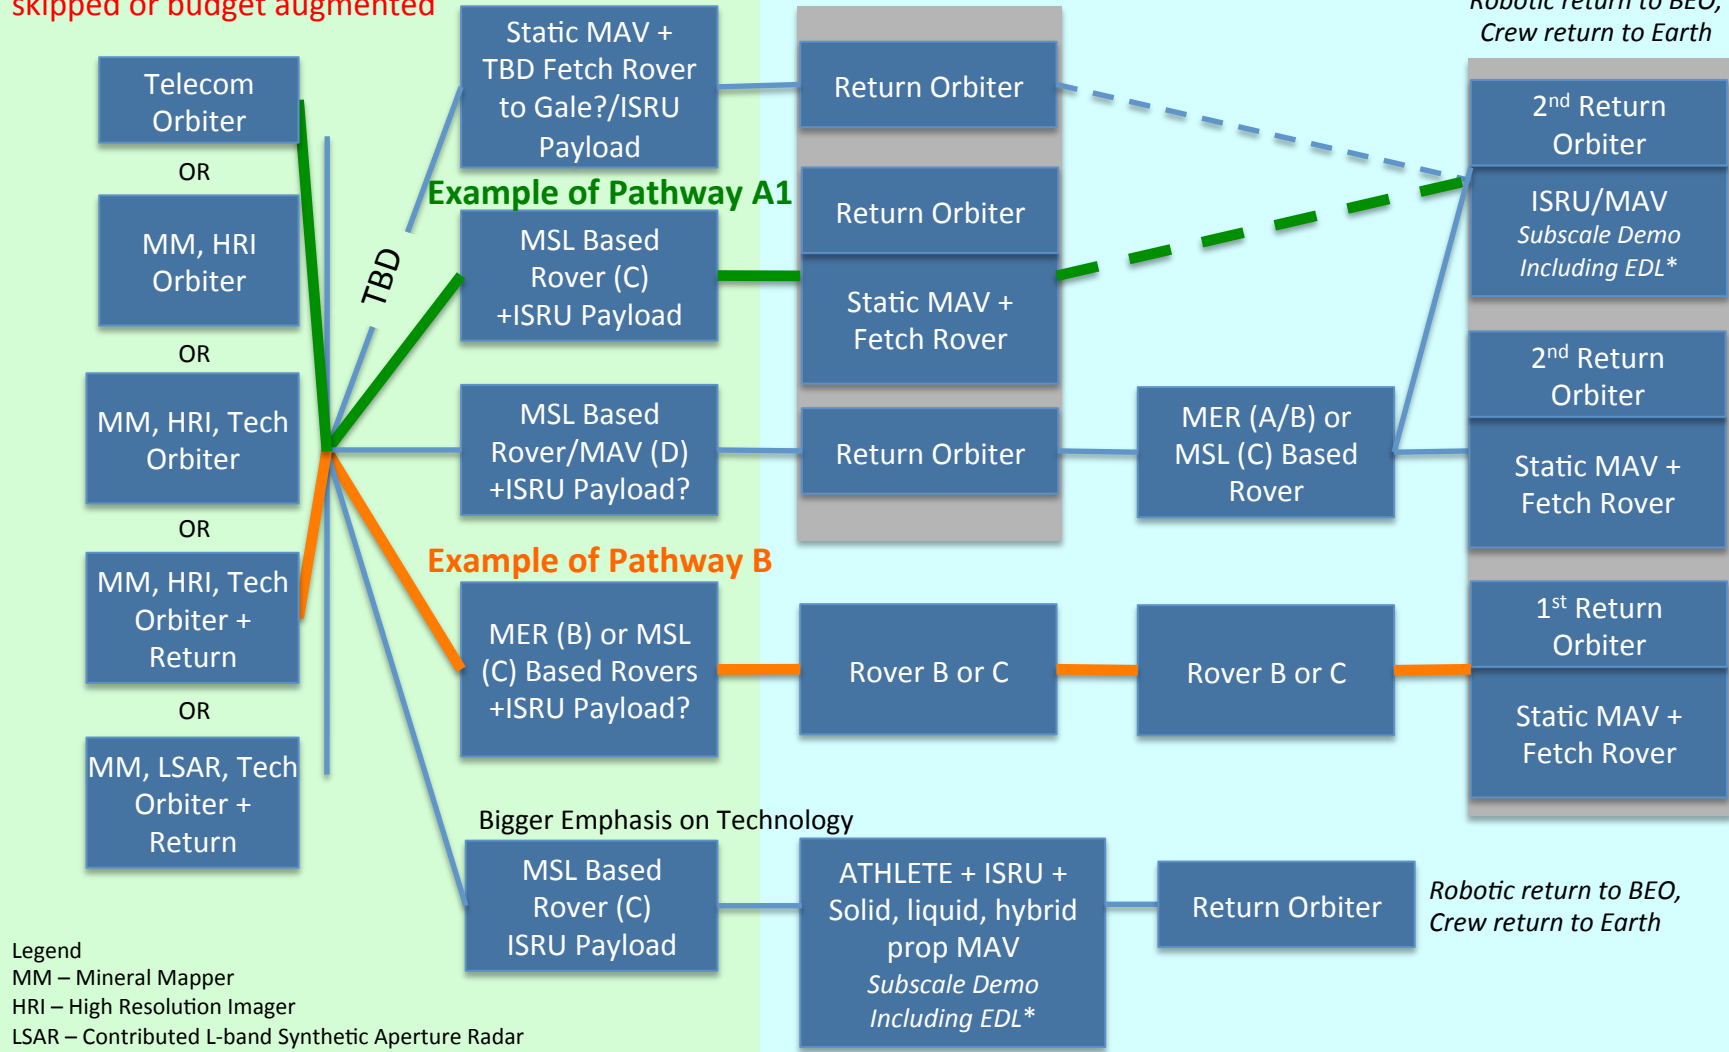 skipped or budget augmented
Robotic return to BEO,
Crew return to Earth
Telecom
Orbiter
OR
MM, HRI
Orbiter
OR
MM, HRI, Tech
Orbiter
OR
MM, HRI, Tech
Orbiter +
Return
OR
MM, LSAR, Tech
Orbiter +
Return
TBD
Static MAV +
TBD Fetch Rover
to Gale?/ISRU
Payload
Return Orbiter
2nd Return
Orbiter
ISRU/MAV
Subscale Demo
Including EDL*
Example of Pathway A1
MSL Based
Rover (C)
+ISRU Payload
Return Orbiter
Static MAV +
Fetch Rover
MSL Based
Rover/MAV (D)
+ISRU Payload?
Return Orbiter
MER (A/B) or
MSL (C) Based
Rover
2nd Return
Orbiter
Static MAV +
Fetch Rover
Example of Pathway B
MER (B) or MSL
(C) Based Rovers
+ISRU Payload?
Rover B or C
Rover B or C
1st Return
Orbiter
Static MAV +
Fetch Rover
Bigger Emphasis on Technology
MSL Based
Rover (C)
ISRU Payload
ATHLETE + ISRU +
Solid, liquid, hybrid
prop MAV
Subscale Demo
Including EDL*
Return Orbiter
Robotic return to BEO,
Crew return to Earth
Legend
MM – Mineral Mapper
HRI – High Resolution Imager
LSAR – Contributed L-band Synthetic Aperture Radar